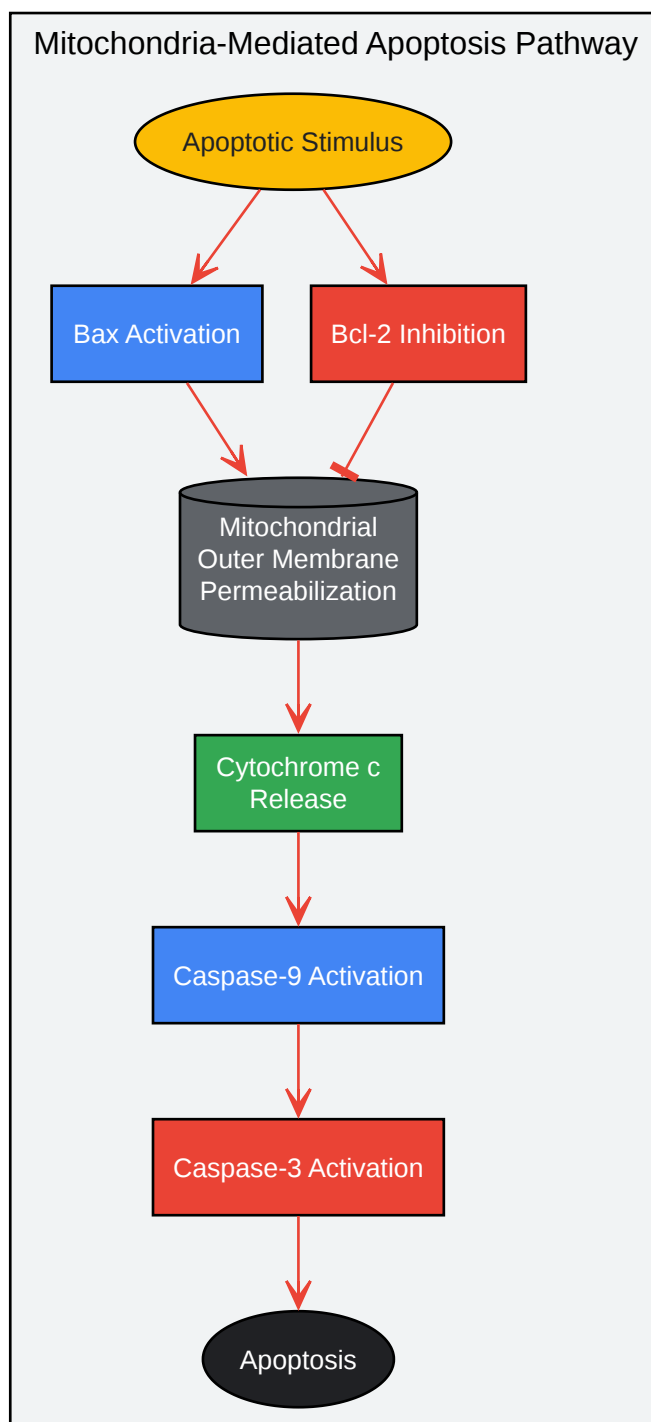 Mitochondria-Mediated Apoptosis Pathway
Apoptotic Stimulus
Bax Activation
Bcl-2 Inhibition
Mitochondrial
Outer Membrane
Permeabilization
Cytochrome c
Release
Caspase-9 Activation
Caspase-3 Activation
Apoptosis